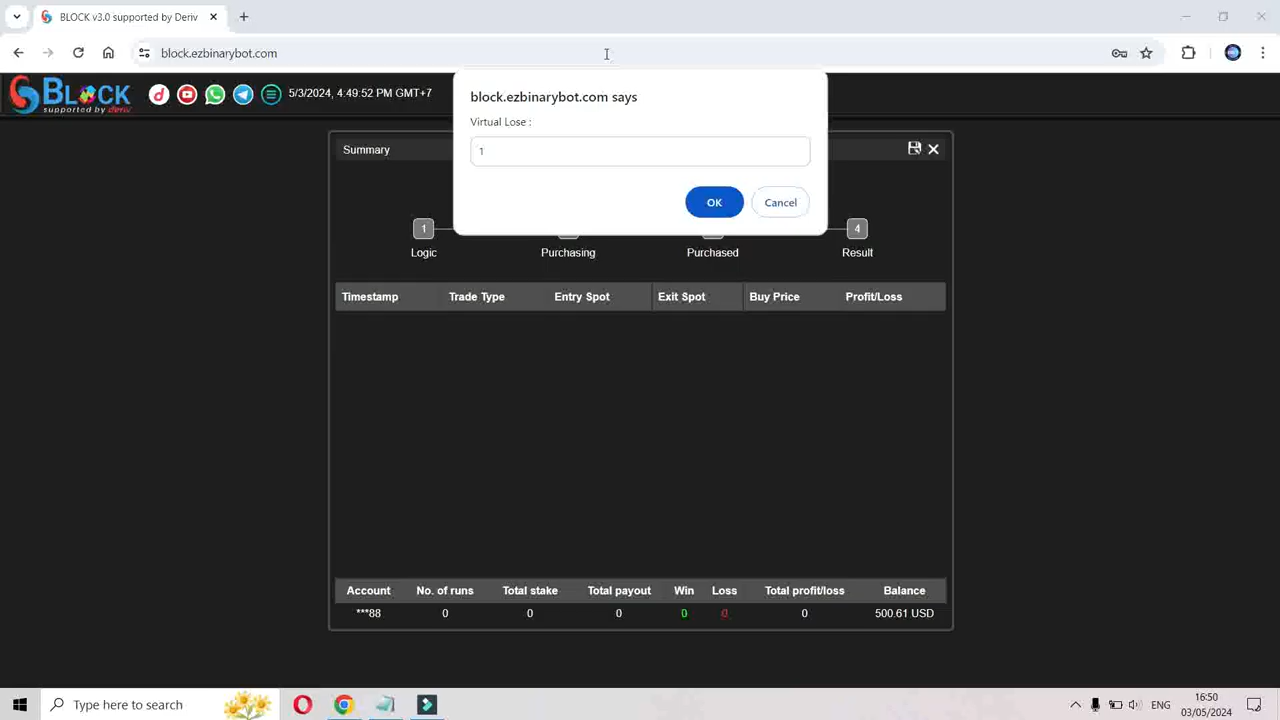 BLOCK v3.0 supported by Deriv
block.ezbinarybot.com
BLOCK
supported by deriv
5/3/2024, 4:49:52 PM GMT+7
block.ezbinarybot.com says
Virtual Lose :
1
OK Cancel
Summary
1 4
Logic Purchasing Purchased Result
Timestamp Trade Type Entry Spot Exit Spot Buy Price Profit/Loss
Account No. of runs Total stake Total payout Win Loss Total profit/loss Balance
***88 0 0 0 0 0 0 500.61 USD
Type here to search
ENG
16:50
03/05/2024